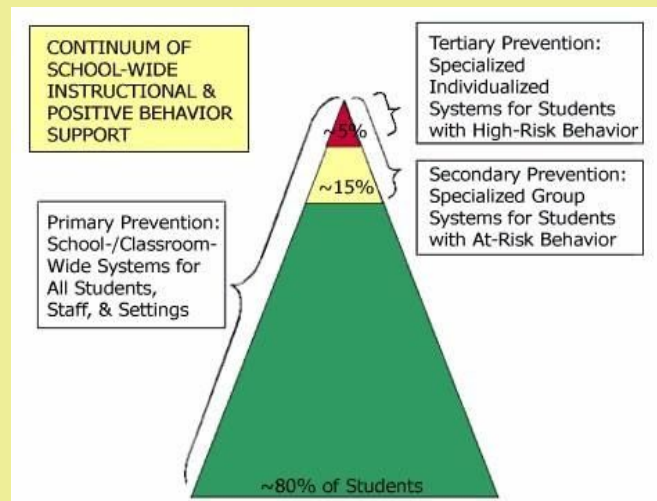 CONTINUUM OF
SCHOOL-WIDE
INSTRUCTIONAL &
POSITIVE BEHAVIOR
SUPPORT
Tertiary Prevention:
Specialized
Individualized
Systems for Students
with High-Risk Behavior
~5%
Secondary Prevention:
Specialized Group
Systems for Students
with At-Risk Behavior
~15%
Primary Prevention:
School-/Classroom-
Wide Systems for
All Students,
Staff, & Settings
~80% of Students